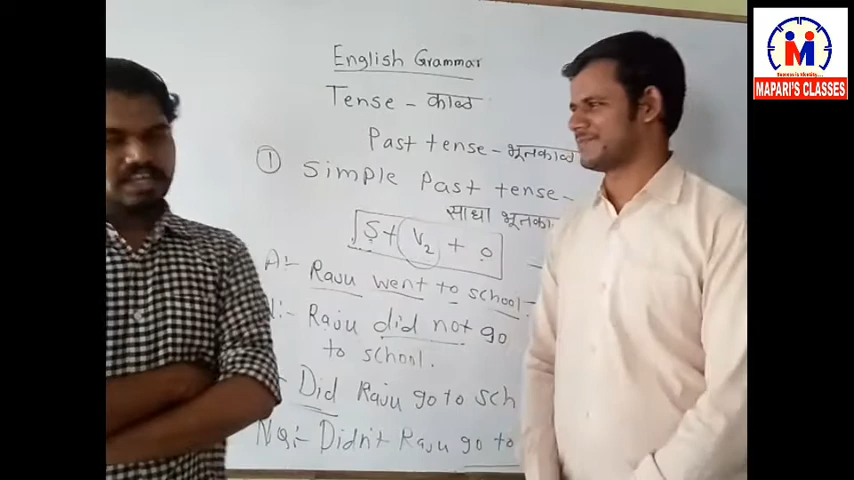 English Grammar
Tense - काळ
Past tense - भूतकाळ
① Simple Past tense -
साधा भूतका
S + V2 + O
A:- Raju went to school
N:- Raju did not go
to school.
:- Did Raju go to sch
NQ:- Didn't Raju go to
M
MAPARI'S CLASSES